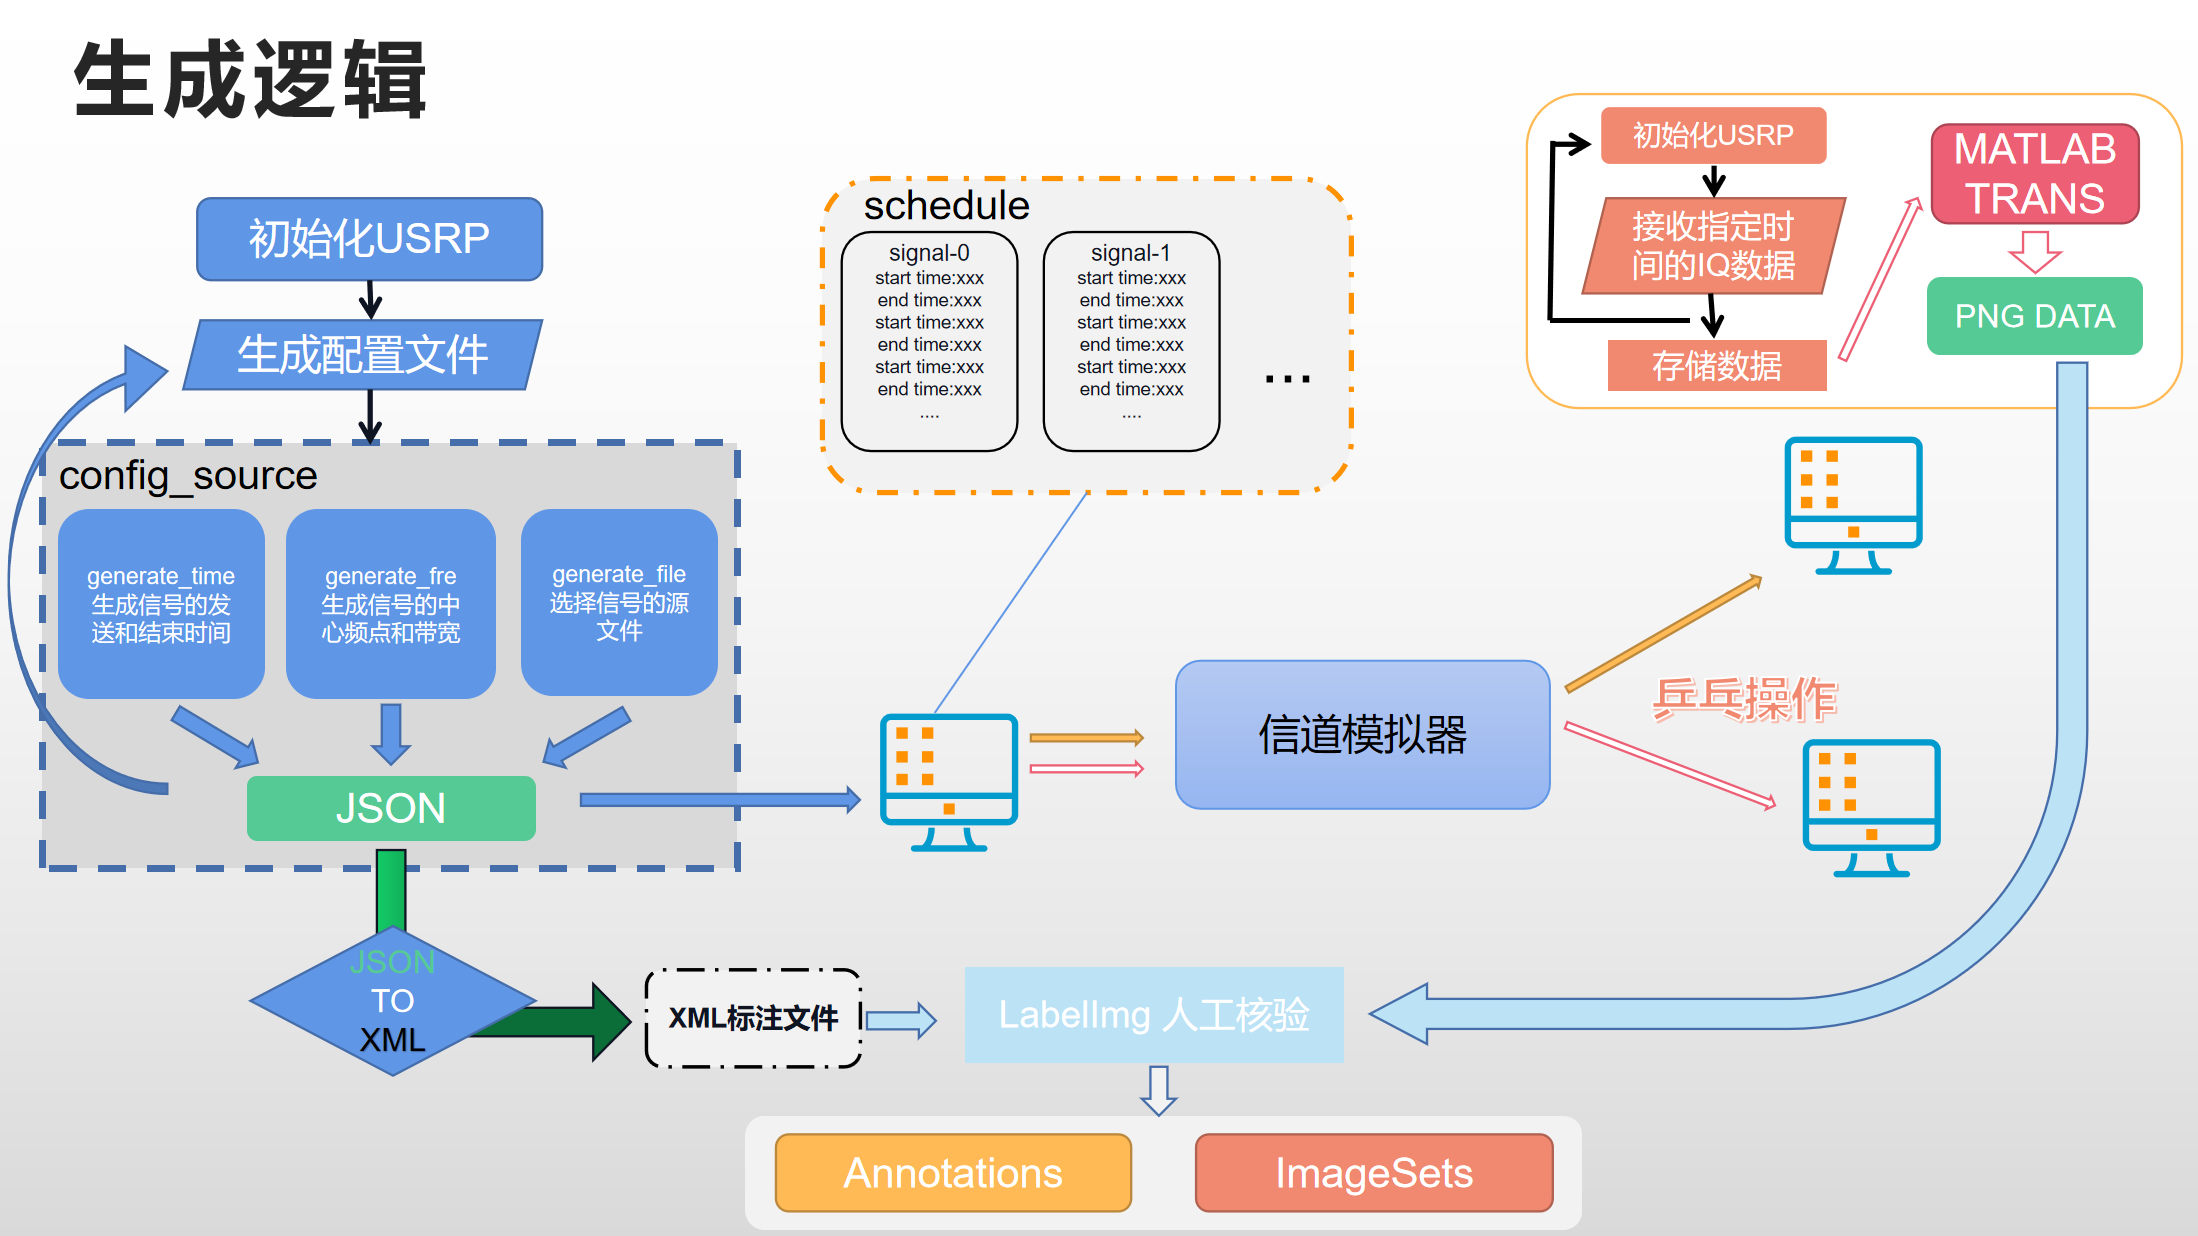 生成逻辑
初始化USRP
生成配置文件
config_source
generate_time
生成信号的发
送和结束时间
generate_fre
生成信号的中
心频点和带宽
generate_file
选择信号的源
文件
JSON
JSON
TO
XML
XML标注文件
schedule
signal-0
start time:xxx
end time:xxx
start time:xxx
end time:xxx
start time:xxx
end time:xxx
....
signal-1
start time:xxx
end time:xxx
start time:xxx
end time:xxx
start time:xxx
end time:xxx
....
...
信道模拟器
乒乓操作
初始化USRP
接收指定时
间的IQ数据
存储数据
MATLAB
TRANS
PNG DATA
LabelImg 人工核验
Annotations
ImageSets